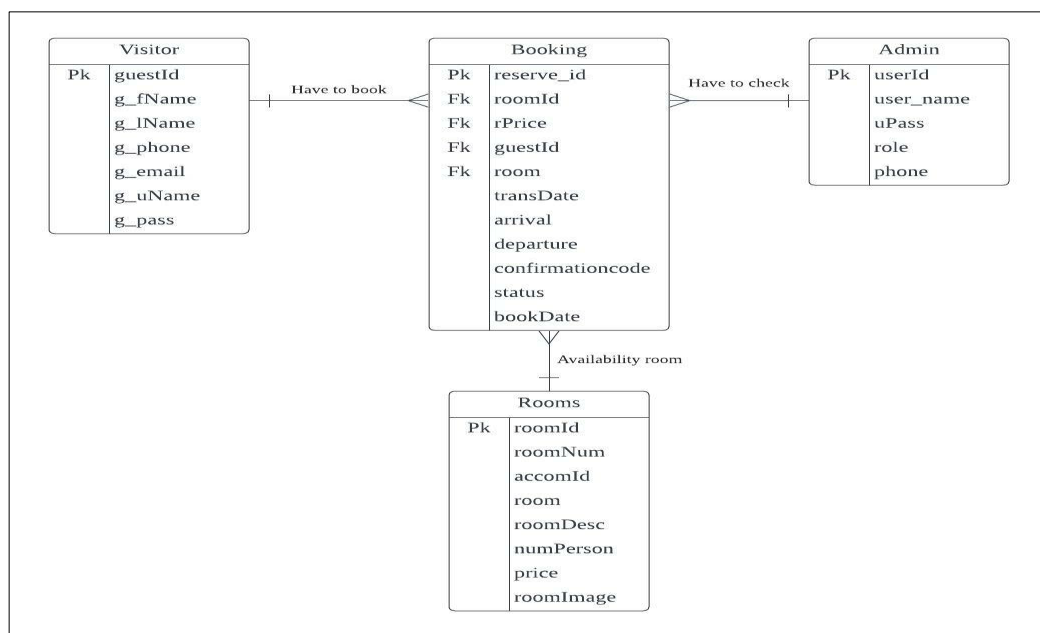 Visitor
Pk guestId
g_fName
g_lName
g_phone
g_email
g_uName
g_pass
Have to book
Booking
Pk reserve_id
Fk roomId
Fk rPrice
Fk guestId
Fk room
transDate
arrival
departure
confirmationcode
status
bookDate
Have to check
Admin
Pk userId
user_name
uPass
role
phone
Availability room
Rooms
Pk roomId
roomNum
accomId
room
roomDesc
numPerson
price
roomImage